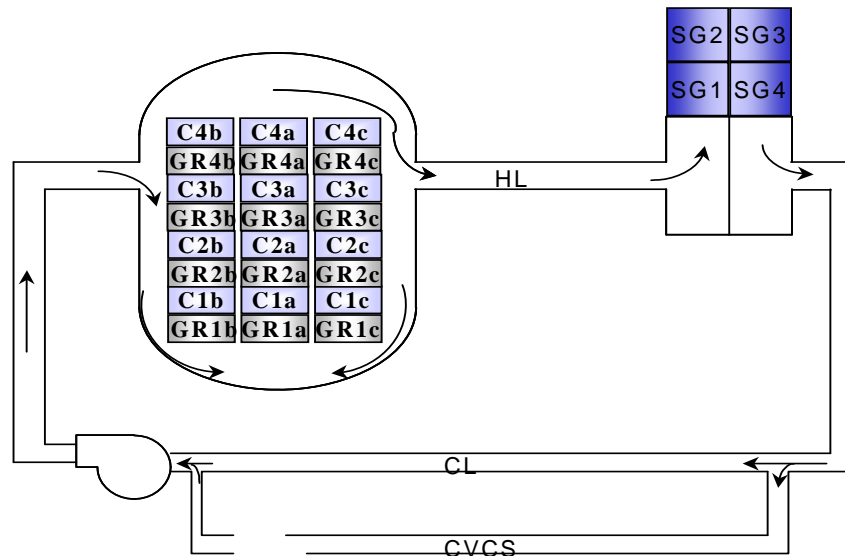 SG2 SG3
SG1 SG4
C4b C4a C4c
GR4b GR4a GR4c
HL
C3b C3a C3c
GR3b GR3a GR3c
C2b C2a C2c
GR2b GR2a GR2c
C1b C1a C1c
GR1b GR1a GR1c
CL
CVCS